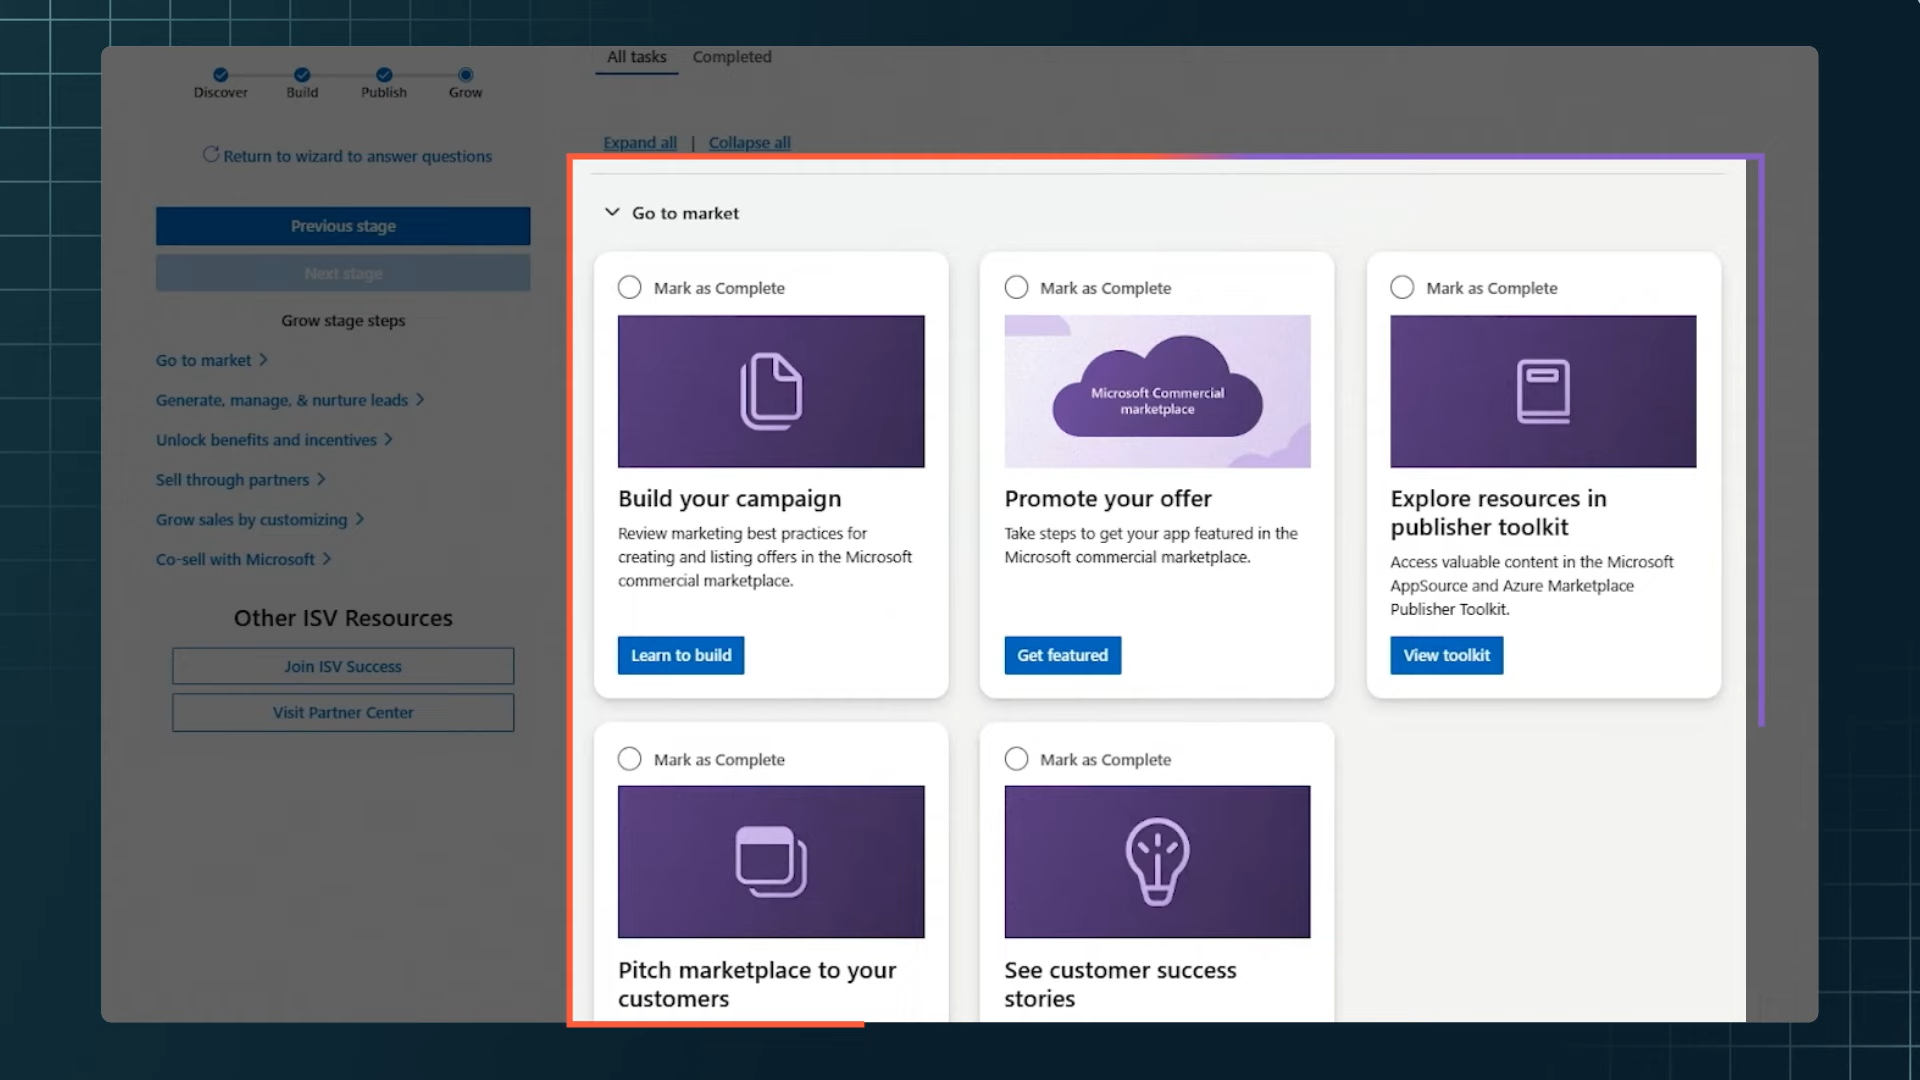 All tasks
Completed
Discover
Build
Publish
Grow
Return to wizard to answer questions
Expand all | Collapse all
Previous stage
Next stage
Grow stage steps
Go to market
Generate, manage, & nurture leads
Unlock benefits and incentives
Sell through partners
Grow sales by customizing
Co-sell with Microsoft
Other ISV Resources
Join ISV Success
Visit Partner Center
Go to market
Mark as Complete
Build your campaign
Review marketing best practices for
creating and listing offers in the Microsoft
commercial marketplace.
Learn to build
Mark as Complete
Microsoft Commercial
marketplace
Promote your offer
Take steps to get your app featured in the
Microsoft commercial marketplace.
Get featured
Mark as Complete
Explore resources in
publisher toolkit
Access valuable content in the Microsoft
AppSource and Azure Marketplace
Publisher Toolkit.
View toolkit
Mark as Complete
Pitch marketplace to your
customers
Mark as Complete
See customer success
stories